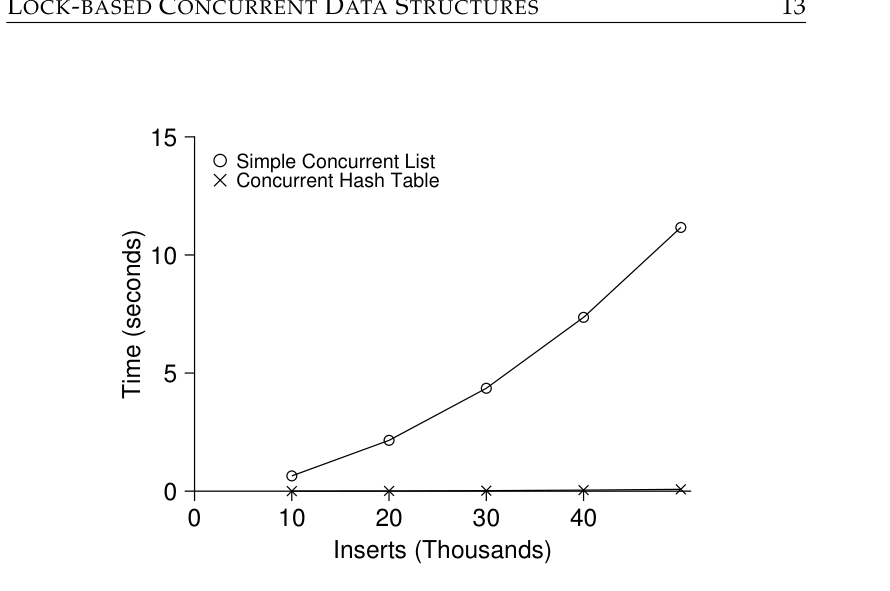 LOCK-BASED CONCURRENT DATA STRUCTURES 13
15
Simple Concurrent List
Concurrent Hash Table
10
5
0
Time (seconds)
0 10 20 30 40
Inserts (Thousands)